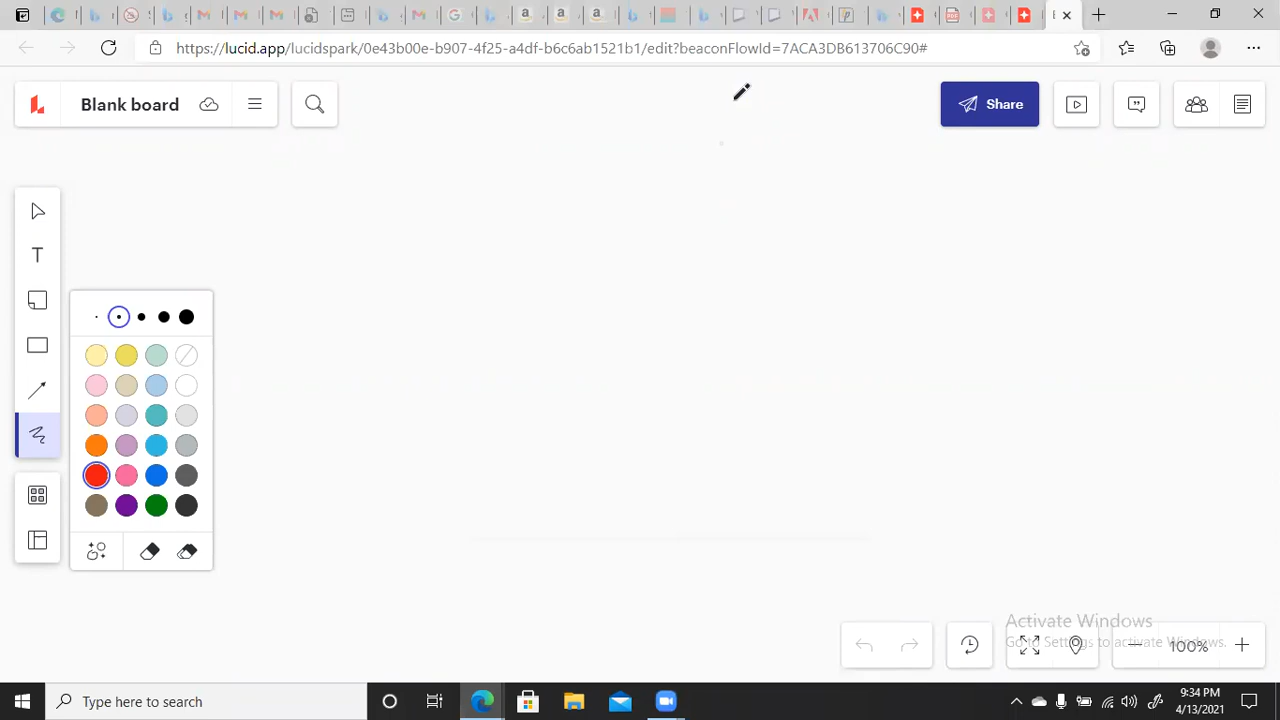 https://lucid.app/lucidspark/0e43b00e-b907-4f25-a4df-b6c6ab1521b1/edit?beaconFlowId=7ACA3DB613706C90#
Blank board
Share
T
Activate Windows
Go to Settings to activate Windows.
100%
Type here to search
9:34 PM
4/13/2021